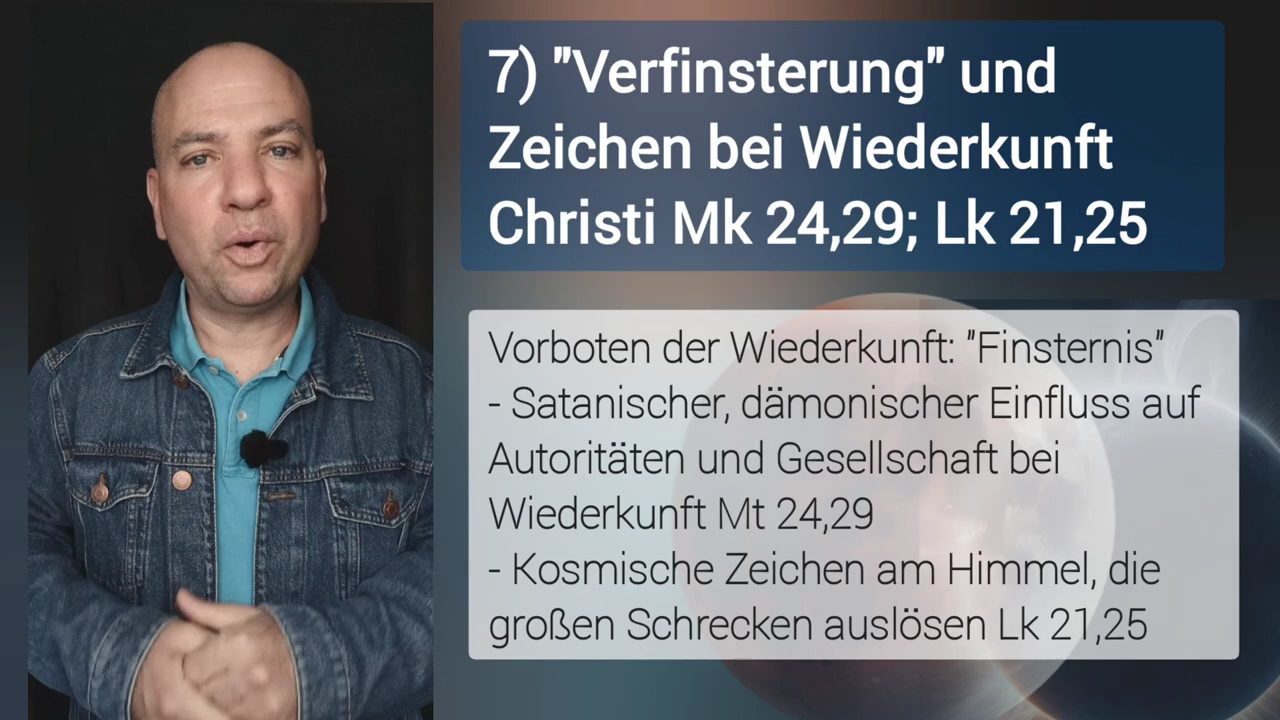 7) "Verfinsterung" und
Zeichen bei Wiederkunft
Christi Mk 24,29; Lk 21,25
Vorboten der Wiederkunft: "Finsternis"
- Satanischer, dämonischer Einfluss auf
Autoritäten und Gesellschaft bei
Wiederkunft Mt 24,29
- Kosmische Zeichen am Himmel, die
großen Schrecken auslösen Lk 21,25